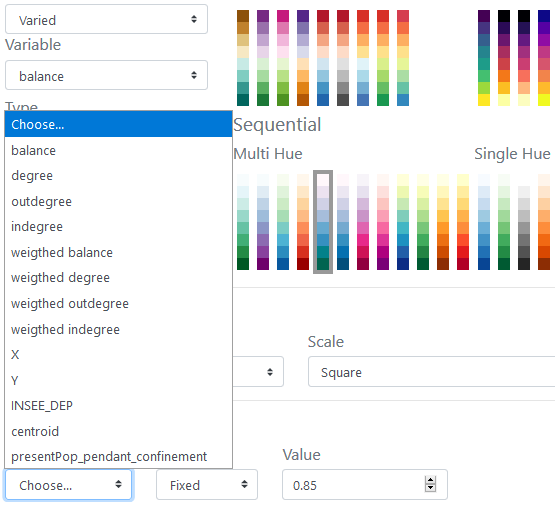 Varied
Variable
balance
Type
Sequential
Multi Hue
Single Hue
Choose...
balance
degree
outdegree
indegree
weigthed balance
weigthed degree
weigthed outdegree
weigthed indegree
X
Y
INSEE_DEP
centroid
presentPop_pendant_confinement
Scale
Square
Value
Choose...
Fixed
0.85